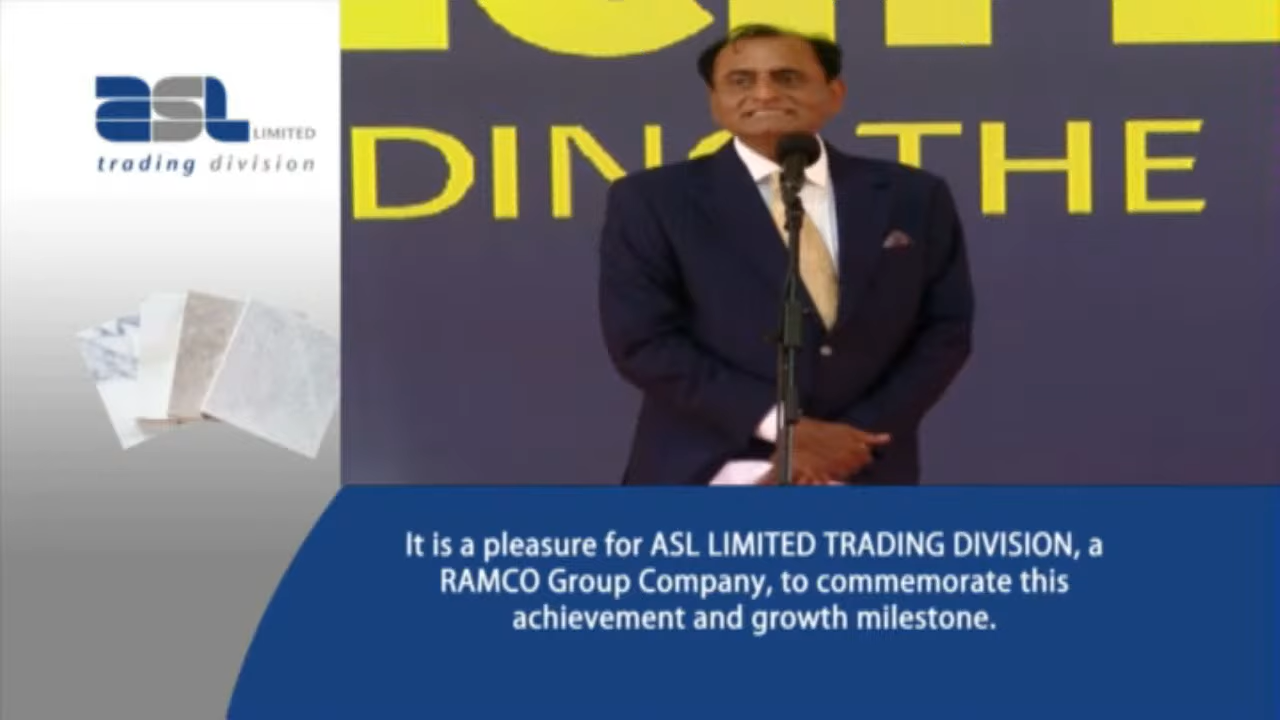 asL LIMITED
trading division
DING THE
It is a pleasure for ASL LIMITED TRADING DIVISION, a
RAMCO Group Company, to commemorate this
achievement and growth milestone.